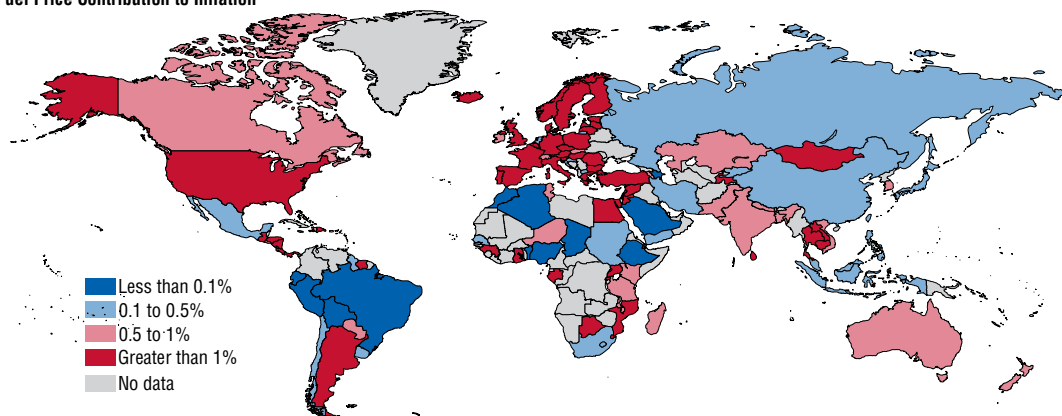 uel Price Contribution to Inflation
Less than 0.1%
0.1 to 0.5%
0.5 to 1%
Greater than 1%
No data